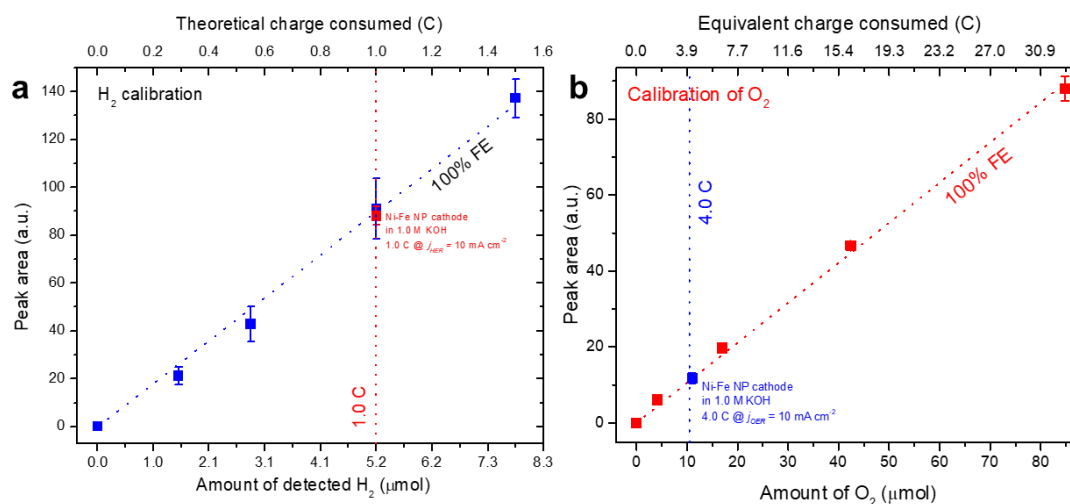 Theoretical charge consumed (C)
0.0 0.2 0.4 0.6 0.8 1.0 1.2 1.4 1.6
a
H₂ calibration
140
120
100
80
60
40
20
0
Peak area (a.u.)
100% FE
Ni-Fe NP cathode
in 1.0 M KOH
1.0 C @ j_HER = 10 mA cm⁻²
1.0 C
0.0 1.0 2.1 3.1 4.1 5.2 6.2 7.3 8.3
Amount of detected H₂ (μmol)
Equivalent charge consumed (C)
0.0 3.9 7.7 11.6 15.4 19.3 23.2 27.0 30.9
b
Calibration of O₂
80
60
40
20
0
Peak area (a.u.)
4.0 C
100% FE
Ni-Fe NP cathode
in 1.0 M KOH
4.0 C @ j_OER = 10 mA cm⁻²
0 10 20 30 40 50 60 70 80
Amount of O₂ (μmol)